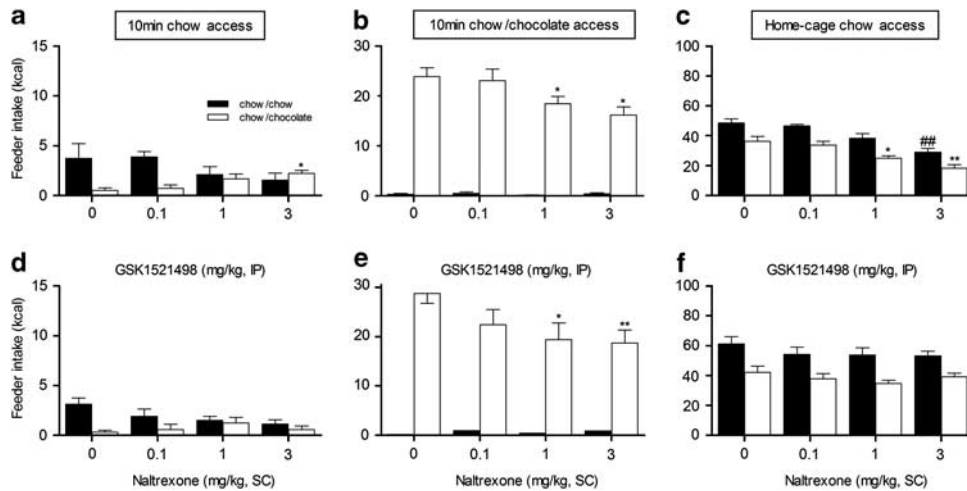 a
10min chow access
b
10min chow /chocolate access
c
Home-cage chow access
Feeder intake (kcal)
15
10
5
0
chow /chow
chow /chocolate
*
0 0.1 1 3
30
20
10
0
* *
0 0.1 1 3
100
80
60
40
20
0
* ## **
0 0.1 1 3
d
GSK1521498 (mg/kg, IP)
e
GSK1521498 (mg/kg, IP)
f
GSK1521498 (mg/kg, IP)
Feeder intake (kcal)
15
10
5
0
0 0.1 1 3
Naltrexone (mg/kg, SC)
30
20
10
0
* **
0 0.1 1 3
Naltrexone (mg/kg, SC)
100
80
60
40
20
0
0 0.1 1 3
Naltrexone (mg/kg, SC)